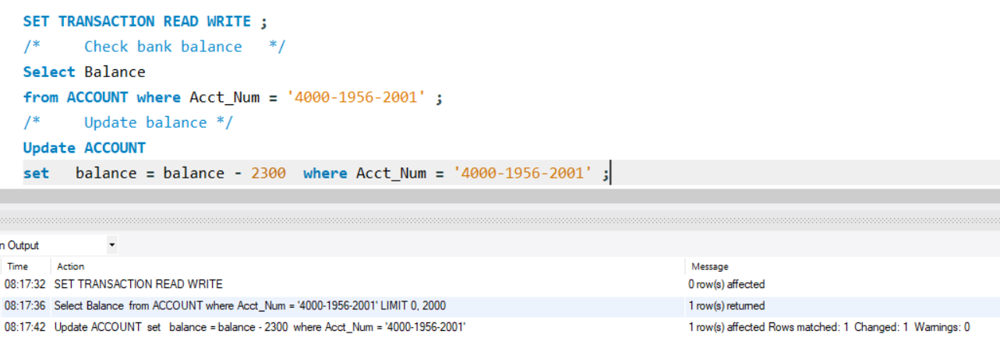 SET TRANSACTION READ WRITE ;
/* Check bank balance */
Select Balance
from ACCOUNT where Acct_Num = '4000-1956-2001' ;
/* Update balance */
Update ACCOUNT
set balance = balance - 2300 where Acct_Num = '4000-1956-2001' ;
n Output
Time Action Message
08:17:32 SET TRANSACTION READ WRITE 0 row(s) affected
08:17:36 Select Balance from ACCOUNT where Acct_Num = '4000-1956-2001' LIMIT 0, 2000 1 row(s) returned
08:17:42 Update ACCOUNT set balance = balance - 2300 where Acct_Num = '4000-1956-2001' 1 row(s) affected Rows matched: 1 Changed: 1 Warnings: 0